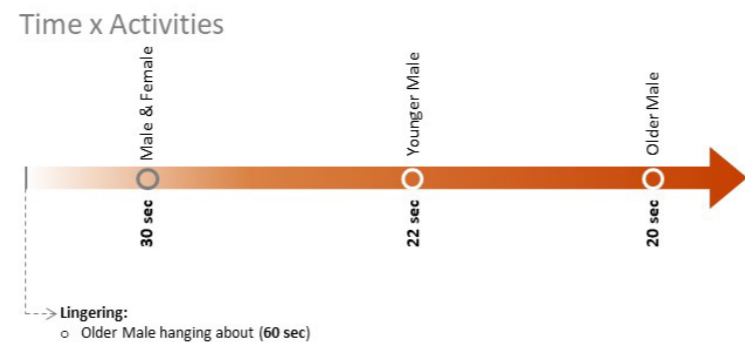 Time x Activities
Male & Female
Younger Male
Older Male
30 sec
22 sec
20 sec
Lingering:
o Older Male hanging about (60 sec)